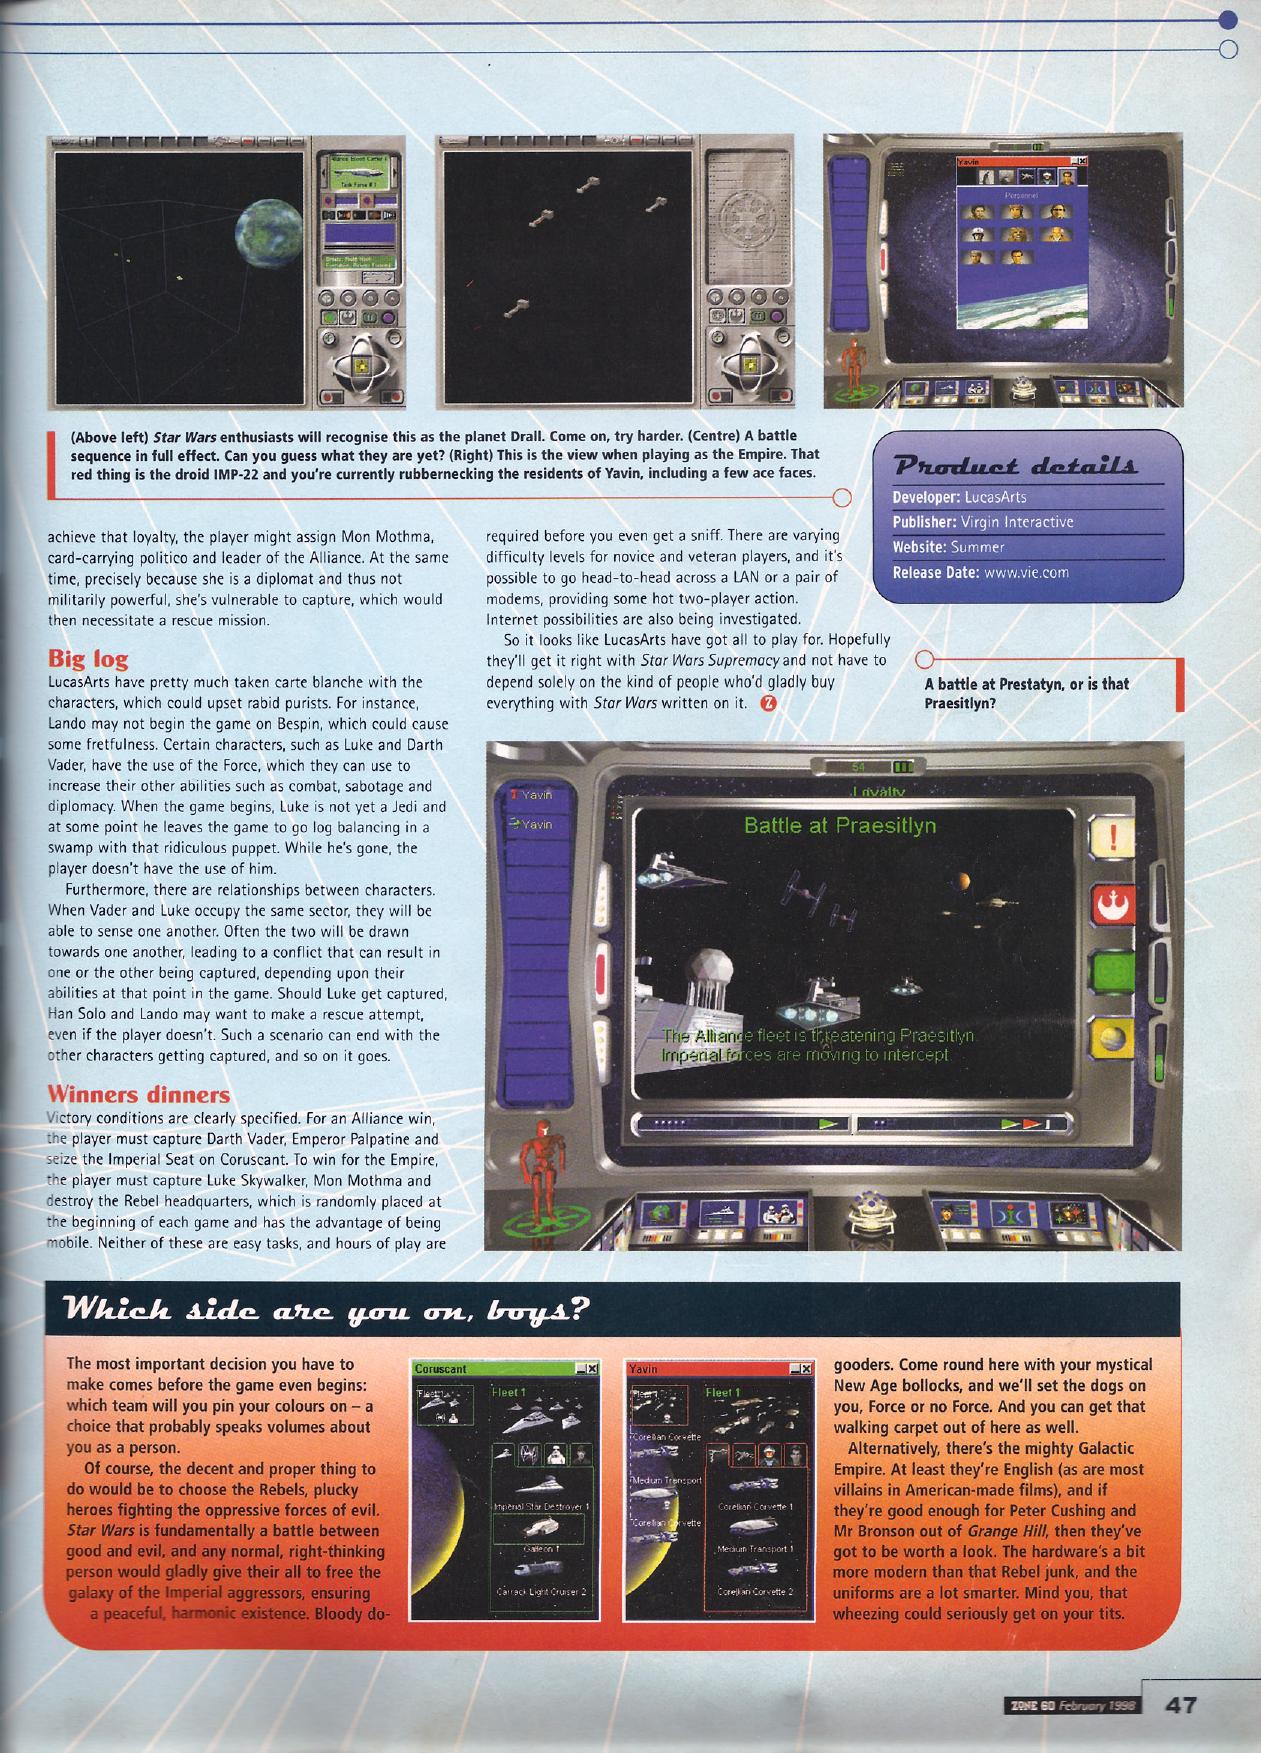 (Above left) Star Wars enthusiasts will recognise this as the planet Drall. Come on, try harder. (Centre) A battle
sequence in full effect. Can you guess what they are yet? (Right) This is the view when playing as the Empire. That
red thing is the droid IMP-22 and you're currently rubbernecking the residents of Yavin, including a few ace faces.
Yavin
Personnel
Task Force # 1
achieve that loyalty, the player might assign Mon Mothma,
card-carrying politico and leader of the Alliance. At the same
time, precisely because she is a diplomat and thus not
militarily powerful, she's vulnerable to capture, which would
then necessitate a rescue mission.
Big log
LucasArts have pretty much taken carte blanche with the
characters, which could upset rabid purists. For instance,
Lando may not begin the game on Bespin, which could cause
some fretfulness. Certain characters, such as Luke and Darth
Vader, have the use of the Force, which they can use to
increase their other abilities such as combat, sabotage and
diplomacy. When the game begins, Luke is not yet a Jedi and
at some point he leaves the game to go log balancing in a
swamp with that ridiculous puppet. While he's gone, the
player doesn't have the use of him.
Furthermore, there are relationships between characters.
When Vader and Luke occupy the same sector, they will be
able to sense one another. Often the two will be drawn
towards one another, leading to a conflict that can result in
one or the other being captured, depending upon their
abilities at that point in the game. Should Luke get captured,
Han Solo and Lando may want to make a rescue attempt,
even if the player doesn't. Such a scenario can end with the
other characters getting captured, and so on it goes.
Winners dinners
Victory conditions are clearly specified. For an Alliance win,
the player must capture Darth Vader, Emperor Palpatine and
seize the Imperial Seat on Coruscant. To win for the Empire,
the player must capture Luke Skywalker, Mon Mothma and
destroy the Rebel headquarters, which is randomly placed at
the beginning of each game and has the advantage of being
mobile. Neither of these are easy tasks, and hours of play are
required before you even get a sniff. There are varying
difficulty levels for novice and veteran players, and it's
possible to go head-to-head across a LAN or a pair of
modems, providing some hot two-player action.
Internet possibilities are also being investigated.
So it looks like LucasArts have got all to play for. Hopefully
they'll get it right with Star Wars Supremacy and not have to
depend solely on the kind of people who'd gladly buy
everything with Star Wars written on it. Z
Product details
Developer: LucasArts
Publisher: Virgin Interactive
Website: Summer
Release Date: www.vie.com
A battle at Prestatyn, or is that
Praesitlyn?
54
Loyalty
Yavin
Yavin
Battle at Praesitlyn
The Alliance fleet is threatening Praesitlyn.
Imperial forces are moving to intercept.
Which side are you on, boys?
The most important decision you have to
make comes before the game even begins:
which team will you pin your colours on – a
choice that probably speaks volumes about
you as a person.
Of course, the decent and proper thing to
do would be to choose the Rebels, plucky
heroes fighting the oppressive forces of evil.
Star Wars is fundamentally a battle between
good and evil, and any normal, right-thinking
person would gladly give their all to free the
galaxy of the Imperial aggressors, ensuring
a peaceful, harmonic existence. Bloody do-
Coruscant
Fleet 1
Fleet 1
Imperial Star Destroyer 1
Galleon 1
Carrack Light Cruiser 2
Yavin
Fleet 1
Fleet 1
Corellian Corvette
Medium Transport
Corellian Corvette
Corellian Corvette 1
Medium Transport 1
Corellian Corvette 2
gooders. Come round here with your mystical
New Age bollocks, and we'll set the dogs on
you, Force or no Force. And you can get that
walking carpet out of here as well.
Alternatively, there's the mighty Galactic
Empire. At least they're English (as are most
villains in American-made films), and if
they're good enough for Peter Cushing and
Mr Bronson out of Grange Hill, then they've
got to be worth a look. The hardware's a bit
more modern than that Rebel junk, and the
uniforms are a lot smarter. Mind you, that
wheezing could seriously get on your tits.
ZONE 60 February 1998 47